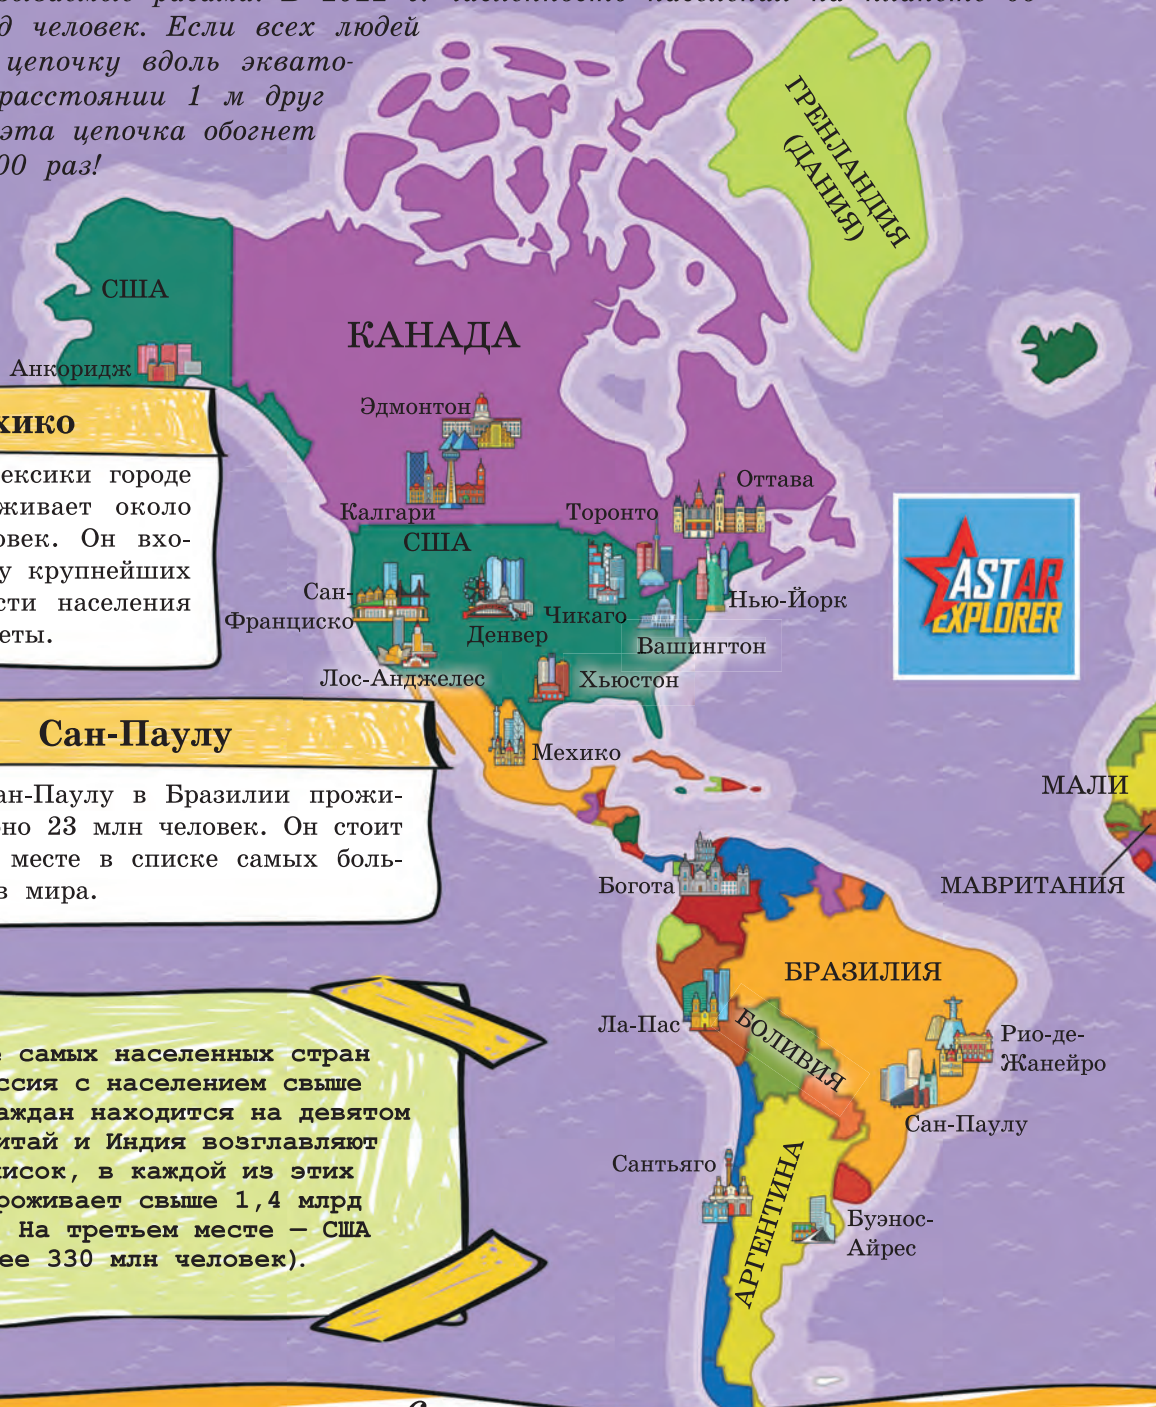 д человек. Если всех людей
цепочку вдоль эквато-
расстоянии 1 м друг
эта цепочка обогнет
00 раз!
ГРЕНЛАНДИЯ
(ДАНИЯ)
США
КАНАДА
Анкоридж
Эдмонтон
Калгари
Оттава
Торонто
США
Сан-
Франциско
Денвер
Чикаго
Нью-Йорк
Вашингтон
Лос-Анджелес
Хьюстон
Мехико
ASTAR
EXPLORER
хико
ексики городе
живает около
овек. Он вхо-
у крупнейших
сти населения
еты.
Сан-Паулу
ан-Паулу в Бразилии прожи-
но 23 млн человек. Он стоит
месте в списке самых боль-
в мира.
МАЛИ
МАВРИТАНИЯ
Богота
БРАЗИЛИЯ
Ла-Пас
БОЛИВИЯ
Рио-де-
Жанейро
Сан-Паулу
Сантьяго
АРГЕНТИНА
Буэнос-
Айрес
е самых населенных стран
ссия с населением свыше
аждан находится на девятом
итай и Индия возглавляют
исок, в каждой из этих
роживает свыше 1,4 млрд
На третьем месте — США
ее 330 млн человек).